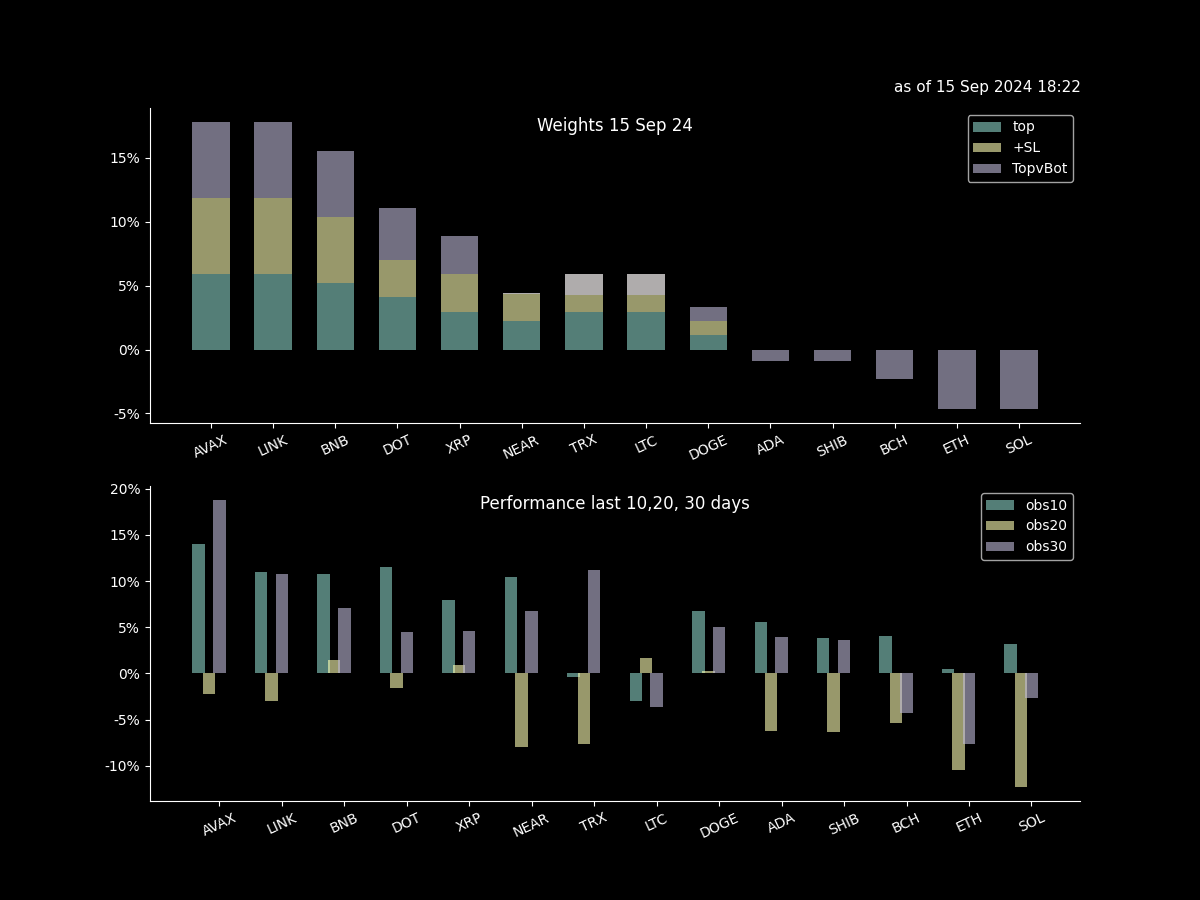 as of 15 Sep 2024 18:22
Weights 15 Sep 24
top
+SL
TopvBot
15%
10%
5%
0%
-5%
AVAX LINK BNB DOT XRP NEAR TRX LTC DOGE ADA SHIB BCH ETH SOL
Performance last 10,20, 30 days
obs10
obs20
obs30
20%
15%
10%
5%
0%
-5%
-10%
AVAX LINK BNB DOT XRP NEAR TRX LTC DOGE ADA SHIB BCH ETH SOL